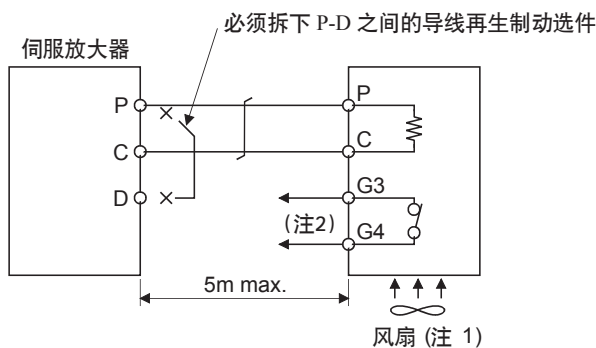 必须拆下 P-D 之间的导线再生制动选件
伺服放大器
P
P
C
C
D
G3
(注2)
G4
5m max.
风扇 (注 1)